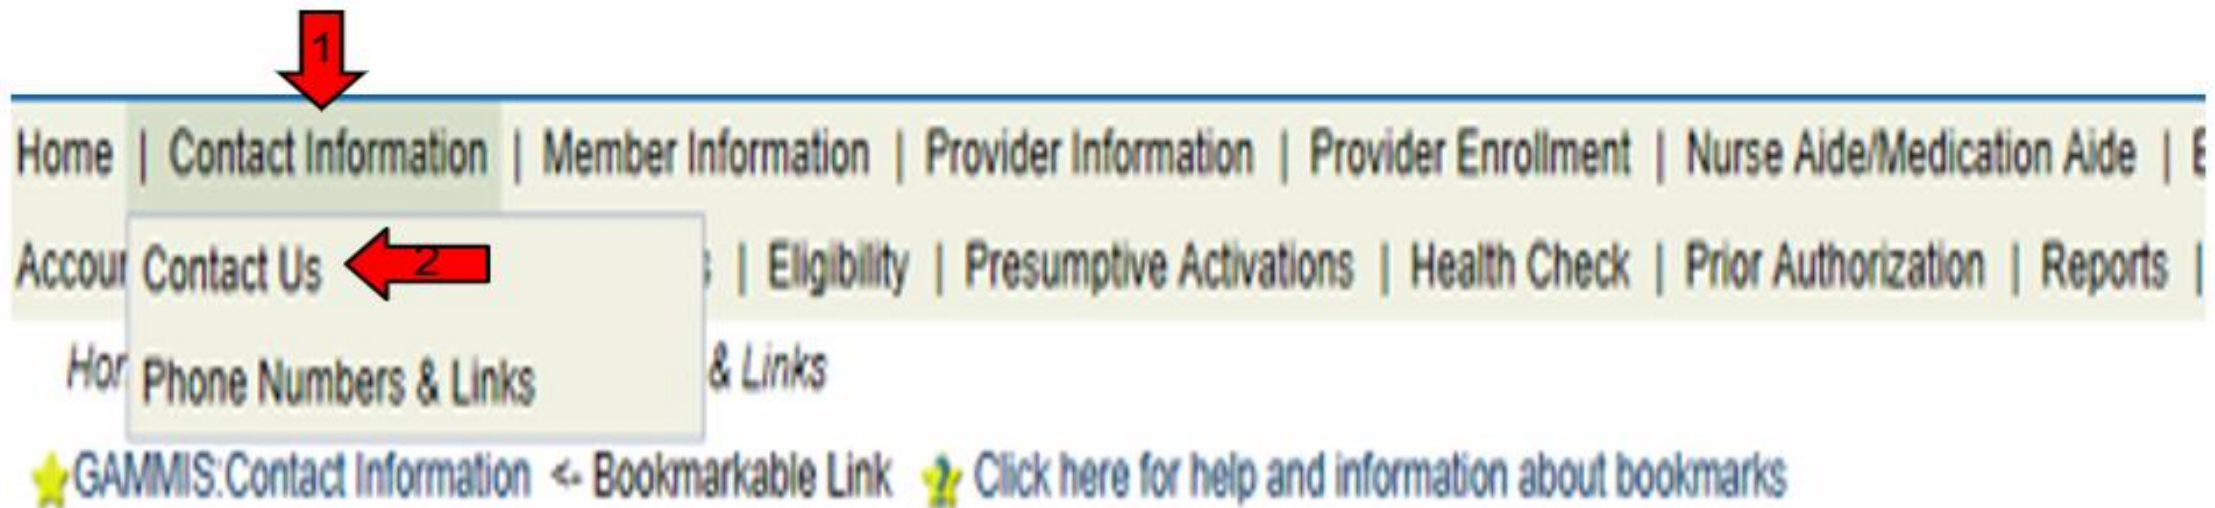 1
Home | Contact Information | Member Information | Provider Information | Provider Enrollment | Nurse Aide/Medication Aide |
Contact Us 2 | Eligibility | Presumptive Activations | Health Check | Prior Authorization | Reports |
Phone Numbers & Links & Links
GAMMIS:Contact Information <- Bookmarkable Link ? Click here for help and information about bookmarks